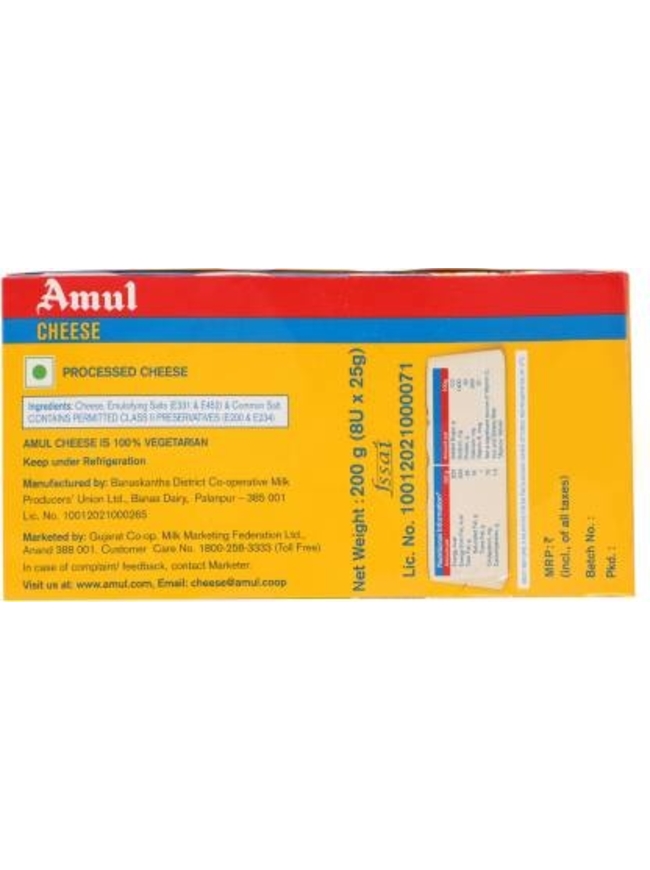 Amul
CHEESE
PROCESSED CHEESE
Ingredients: Cheese, Emulsifying Salts (E331 & E452) & Common Salt.
CONTAINS PERMITTED CLASS II PRESERVATIVES (E200 & E234)
AMUL CHEESE IS 100% VEGETARIAN
Keep under Refrigeration
Manufactured by: Banaskantha District Co-operative Milk
Producers' Union Ltd., Banas Dairy, Palanpur – 385 001
Lic. No. 10012021000265
Marketed by: Gujarat Co-op. Milk Marketing Federation Ltd.,
Anand 388 001. Customer Care No. 1800-258-3333 (Toll Free)
In case of complaint/ feedback, contact Marketer.
Visit us at: www.amul.com, Email: cheese@amul.coop
Net Weight : 200 g (8U x 25g)
fssai
Lic. No. 10012021000071
MRP: ₹
(incl., of all taxes)
Batch No. :
Pkd. :